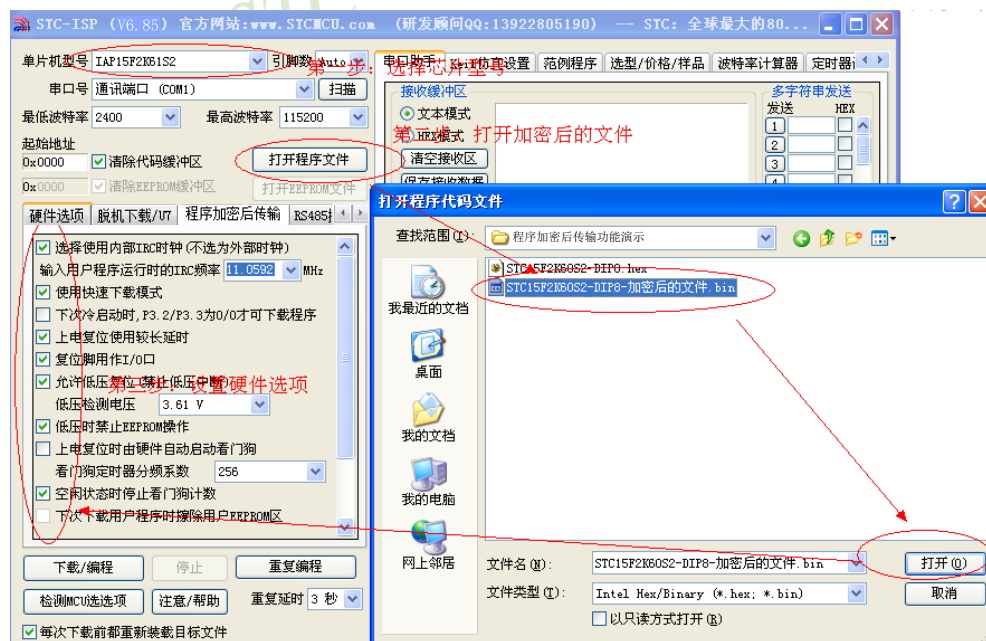 STC-ISP (V6.85) 官方网站:www.STCMCU.com (研发顾问QQ:13922805190) -- STC: 全球最大的80...
单片机型号 IAP15F2K61S2 引脚数 Auto
第一步: 选择芯片型号
串口号 通讯端口 (COM1) 扫描
最低波特率 2400 最高波特率 115200
起始地址
0x0000 清除代码缓冲区 打开程序文件
0x0000 清除EEPROM缓冲区 打开EEPROM文件
硬件选项 脱机下载/U7 程序加密后传输 RS485
选择使用内部IRC时钟(不选为外部时钟)
输入用户程序运行时的IRC频率 11.0592 MHz
使用快速下载模式
下次冷启动时,P3.2/P3.3为0/0才可下载程序
上电复位使用较长延时
复位脚用作I/O口
允许低压复位(禁止低压中断)
第三步: 设置硬件选项
低压检测电压 3.61 V
低压时禁止EEPROM操作
上电复位时由硬件自动启动看门狗
看门狗定时器分频系数 256
空闲状态时停止看门狗计数
下次下载用户程序时擦除用户EEPROM区
下载/编程 停止 重复编程
检测MCU选项 注意/帮助 重复延时 3 秒
每次下载前都重新装载目标文件
串口助手 Keil仿真设置 范例程序 选型/价格/样品 波特率计算器 定时器
接收缓冲区 多字符串发送
文本模式 发送 HEX
HEX模式 1
第二步: 打开加密后的文件
2
清空接收区 3
保存接收数据 4
打开程序代码文件
查找范围(I): 程序加密后传输功能演示
STC15F2K60S2-DIP8.hex
STC15F2K60S2-DIP8-加密后的文件.bin
我最近的文档
桌面
我的文档
我的电脑
网上邻居
文件名(N): STC15F2K60S2-DIP8-加密后的文件.bin 打开(O)
文件类型(T): Intel Hex/Binary (*.hex; *.bin) 取消
以只读方式打开(R)